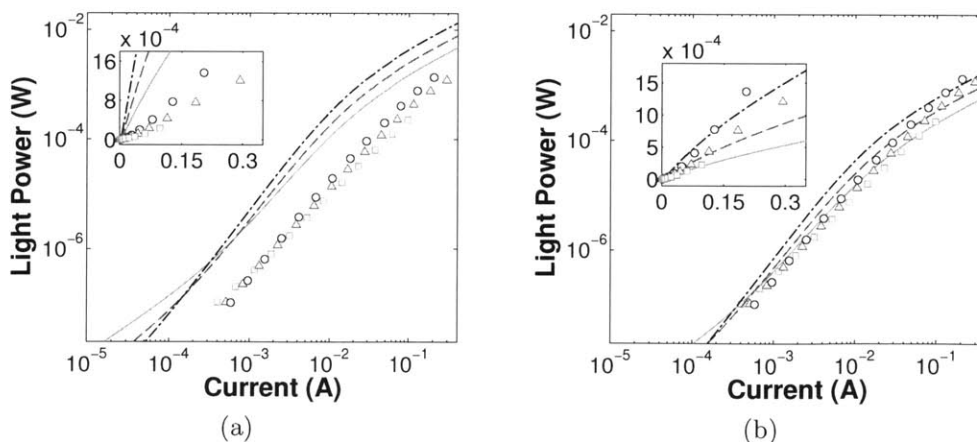 10^-2
10^-4
10^-6
Light Power (W)
x 10^-4
16
8
0
0 0.15 0.3
10^-5 10^-4 10^-3 10^-2 10^-1
Current (A)
(a)
10^-2
10^-4
10^-6
Light Power (W)
x 10^-4
15
10
5
0
0 0.15 0.3
10^-5 10^-4 10^-3 10^-2 10^-1
Current (A)
(b)